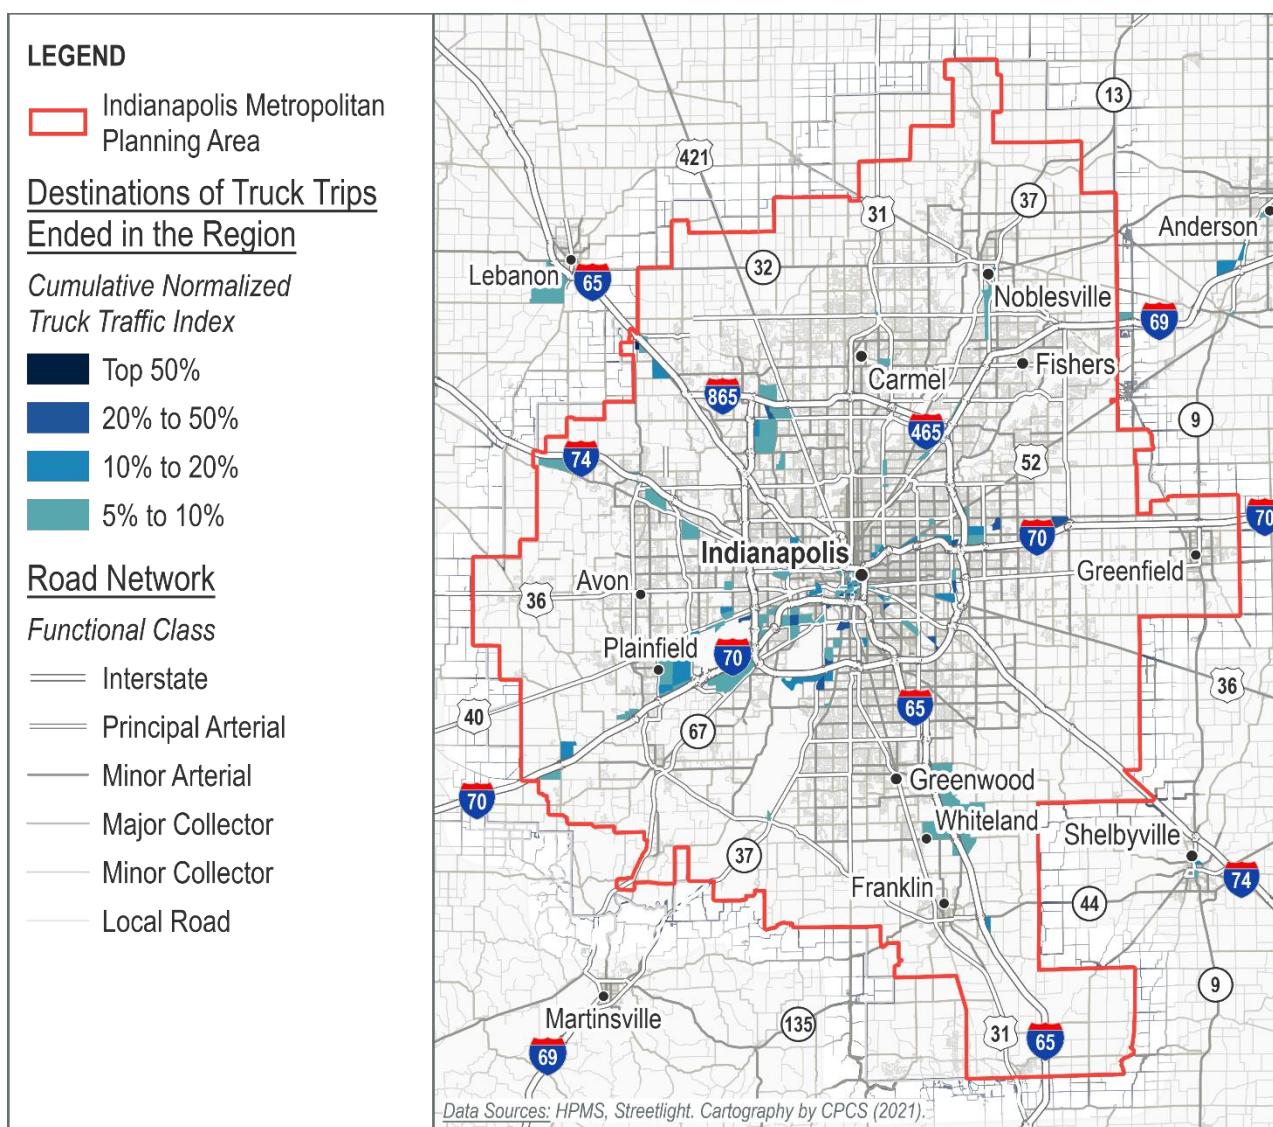 LEGEND
Indianapolis Metropolitan
Planning Area
Destinations of Truck Trips
Ended in the Region
Cumulative Normalized
Truck Traffic Index
Top 50%
20% to 50%
10% to 20%
5% to 10%
Road Network
Functional Class
Interstate
Principal Arterial
Minor Arterial
Major Collector
Minor Collector
Local Road
13
421
37
31
Anderson
32
Lebanon
65
Noblesville
69
Carmel
Fishers
865
9
465
74
52
70
70
Indianapolis
Greenfield
Avon
36
Plainfield
70
36
40
67
65
70
Greenwood
Whiteland
Shelbyville
37
74
Franklin
44
9
Martinsville
135
31
65
69
Data Sources: HPMS, Streetlight. Cartography by CPCS (2021).